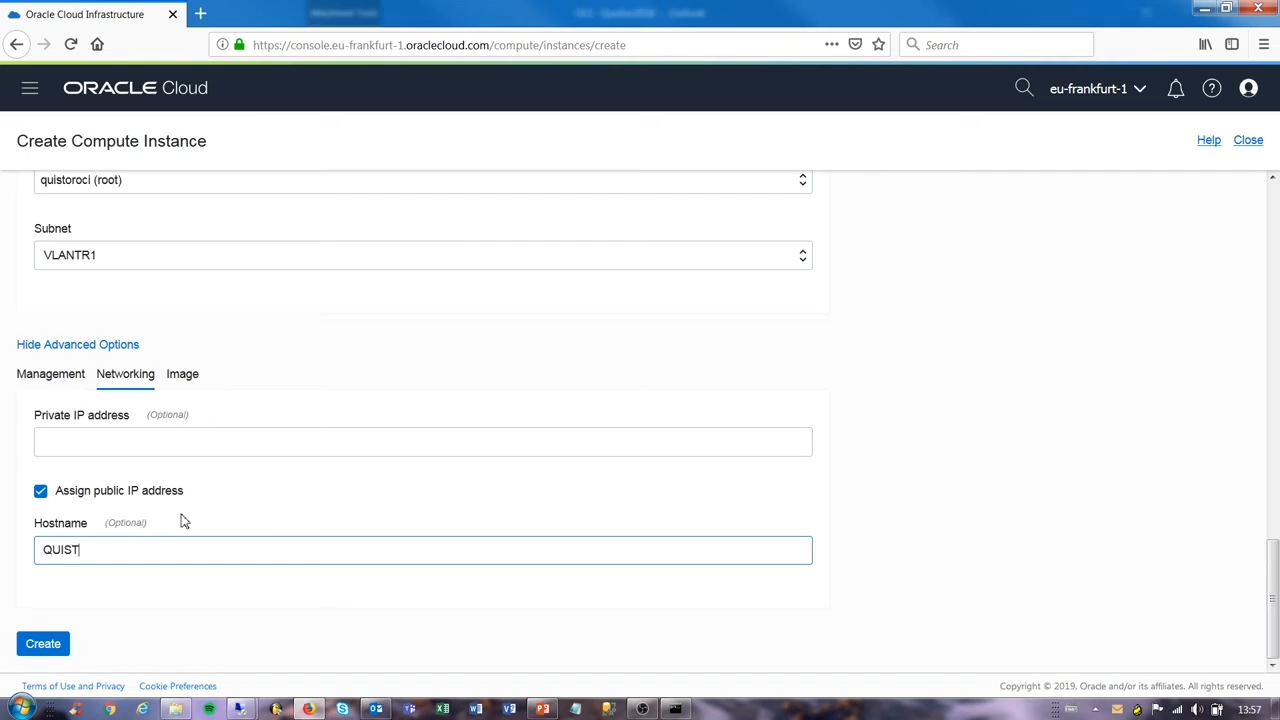 Oracle Cloud Infrastructure
https://console.eu-frankfurt-1.oraclecloud.com/compute/instances/create
Search
ORACLE Cloud
eu-frankfurt-1
Create Compute Instance
Help
Close
quistoroci (root)
Subnet
VLANTR1
Hide Advanced Options
Management
Networking
Image
Private IP address
(Optional)
Assign public IP address
Hostname
(Optional)
QUIST
Create
Terms of Use and Privacy
Cookie Preferences
Copyright © 2019, Oracle and/or its affiliates. All rights reserved.
13:57